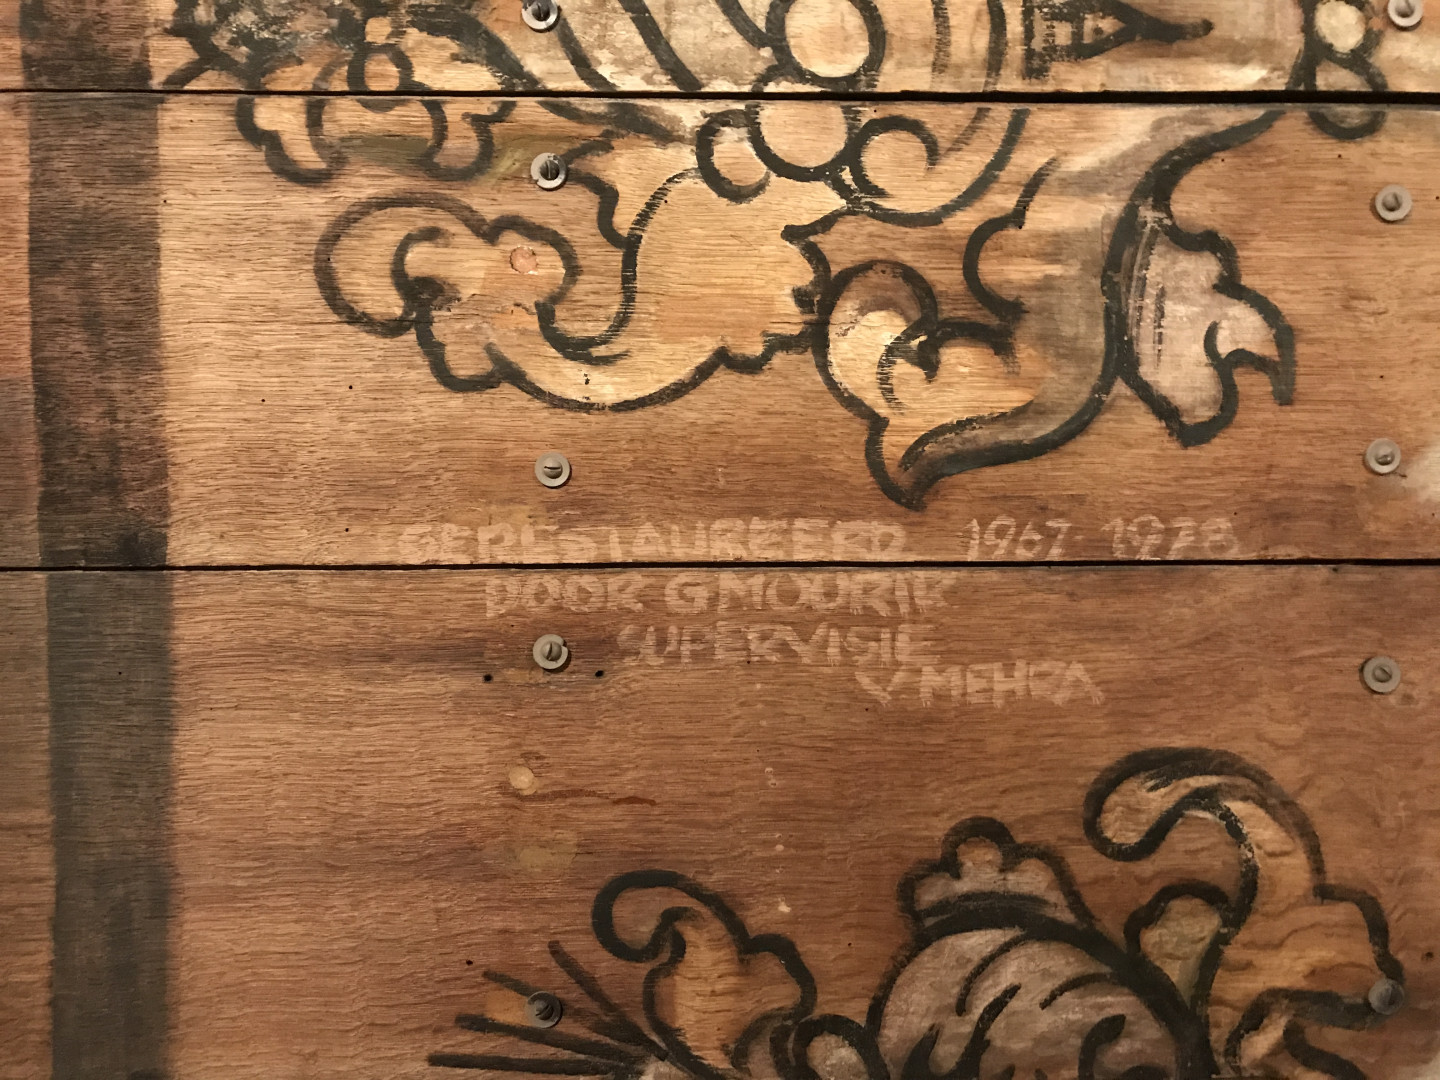 GERESTAUREERD 1967-1978
DOOR G MOURIK
SUPERVISIE
V MEHRA